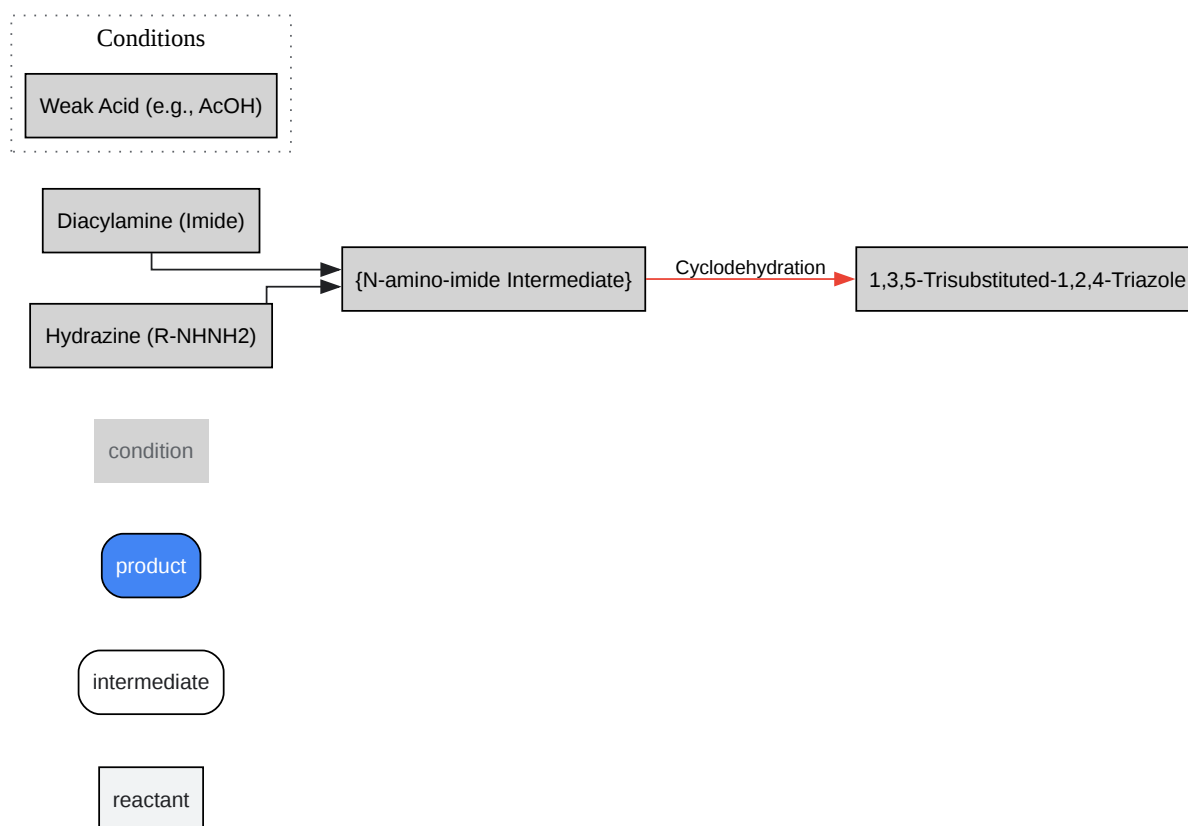 Conditions
Weak Acid (e.g., AcOH)
Diacylamine (Imide)
Hydrazine (R-NHNH2)
{N-amino-imide Intermediate}
Cyclodehydration
1,3,5-Trisubstituted-1,2,4-Triazole
condition
product
intermediate
reactant